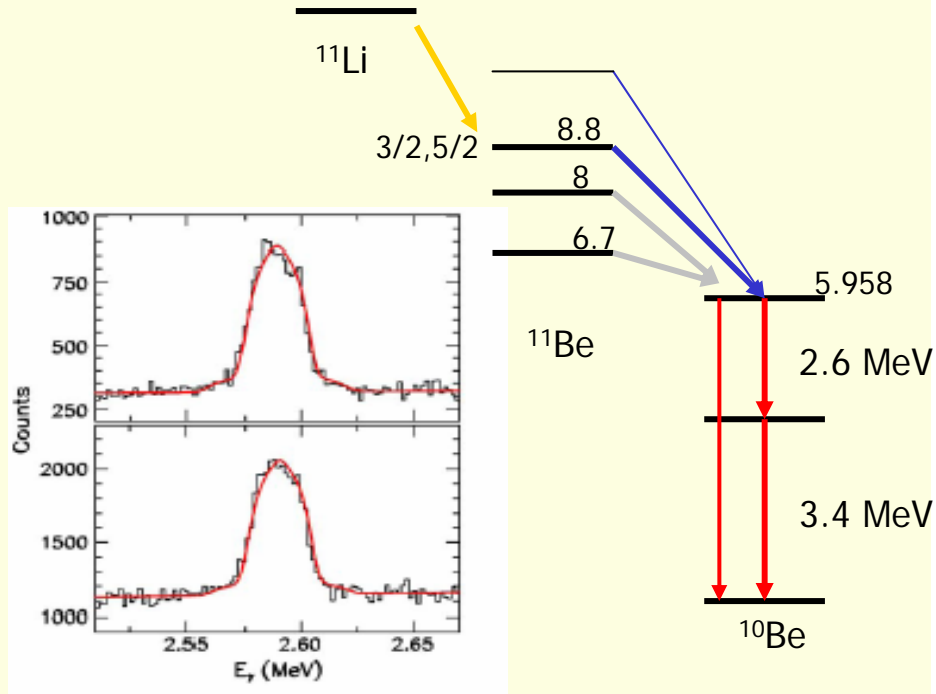 ¹¹Li
8.8
3/2,5/2
8
6.7
5.958
¹¹Be
2.6 MeV
3.4 MeV
¹⁰Be
1000
750
500
250
Counts
2000
1500
1000
2.55 2.60 2.65
Eγ (MeV)